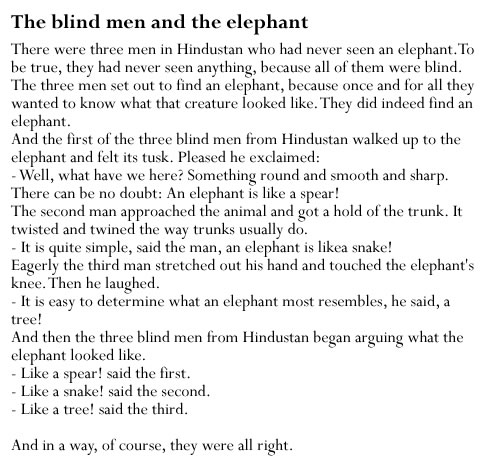 The blind men and the elephant
There were three men in Hindustan who had never seen an elephant. To
be true, they had never seen anything, because all of them were blind.
The three men set out to find an elephant, because once and for all they
wanted to know what that creature looked like. They did indeed find an
elephant.
And the first of the three blind men from Hindustan walked up to the
elephant and felt its tusk. Pleased he exclaimed:
- Well, what have we here? Something round and smooth and sharp.
There can be no doubt: An elephant is like a spear!
The second man approached the animal and got a hold of the trunk. It
twisted and twined the way trunks usually do.
- It is quite simple, said the man, an elephant is likea snake!
Eagerly the third man stretched out his hand and touched the elephant's
knee. Then he laughed.
- It is easy to determine what an elephant most resembles, he said, a
tree!
And then the three blind men from Hindustan began arguing what the
elephant looked like.
- Like a spear! said the first.
- Like a snake! said the second.
- Like a tree! said the third.
And in a way, of course, they were all right.